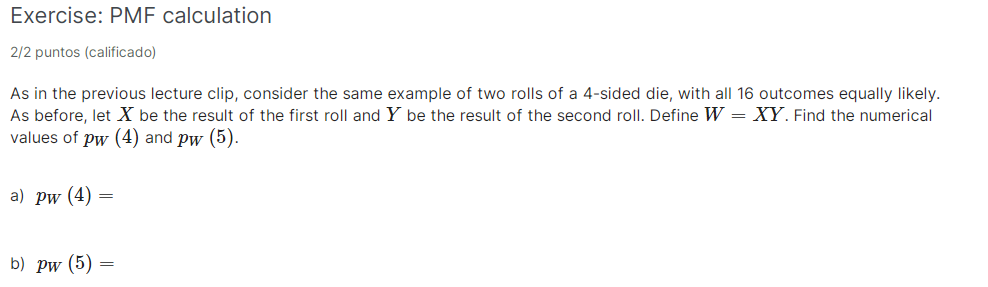 Exercise: PMF calculation
2/2 puntos (calificado)
As in the previous lecture clip, consider the same example of two rolls of a 4-sided die, with all 16 outcomes equally likely.
As before, let X be the result of the first roll and Y be the result of the second roll. Define W = XY. Find the numerical
values of p_W (4) and p_W (5).
a) p_W (4) =
b) p_W (5) =